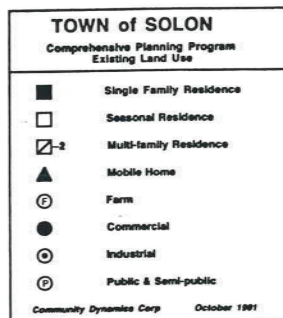 TOWN of SOLON
Comprehensive Planning Program
Existing Land Use
Single Family Residence
Seasonal Residence
-2 Multi-family Residence
Mobile Home
F Farm
Commercial
Industrial
P Public & Semi-public
Community Dynamics Corp October 1981